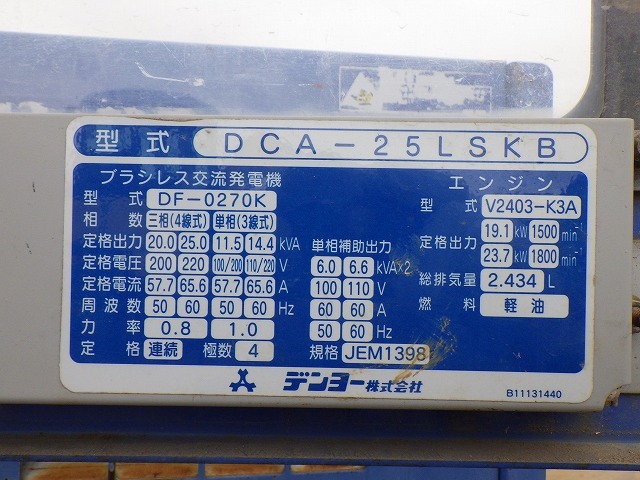 型式 DCA-25LSKB
ブラシレス交流発電機
型式 DF-0270K
相数 三相(4線式) 単相(3線式)
定格出力 20.0 25.0 11.5 14.4 kVA
定格電圧 200 220 100/200 110/220 V
定格電流 57.7 65.6 57.7 65.6 A
周波数 50 60 50 60 Hz
力率 0.8 1.0
定格 連続 極数 4
単相補助出力
6.0 6.6 kVA×2
100 110 V
60 60 A
50 60 Hz
規格 JEM1398
エンジン
型式 V2403-K3A
定格出力 19.1 kW 1500 min-1
23.7 kW 1800 min-1
総排気量 2.434 L
燃料 軽油
デンヨー株式会社
B11131440